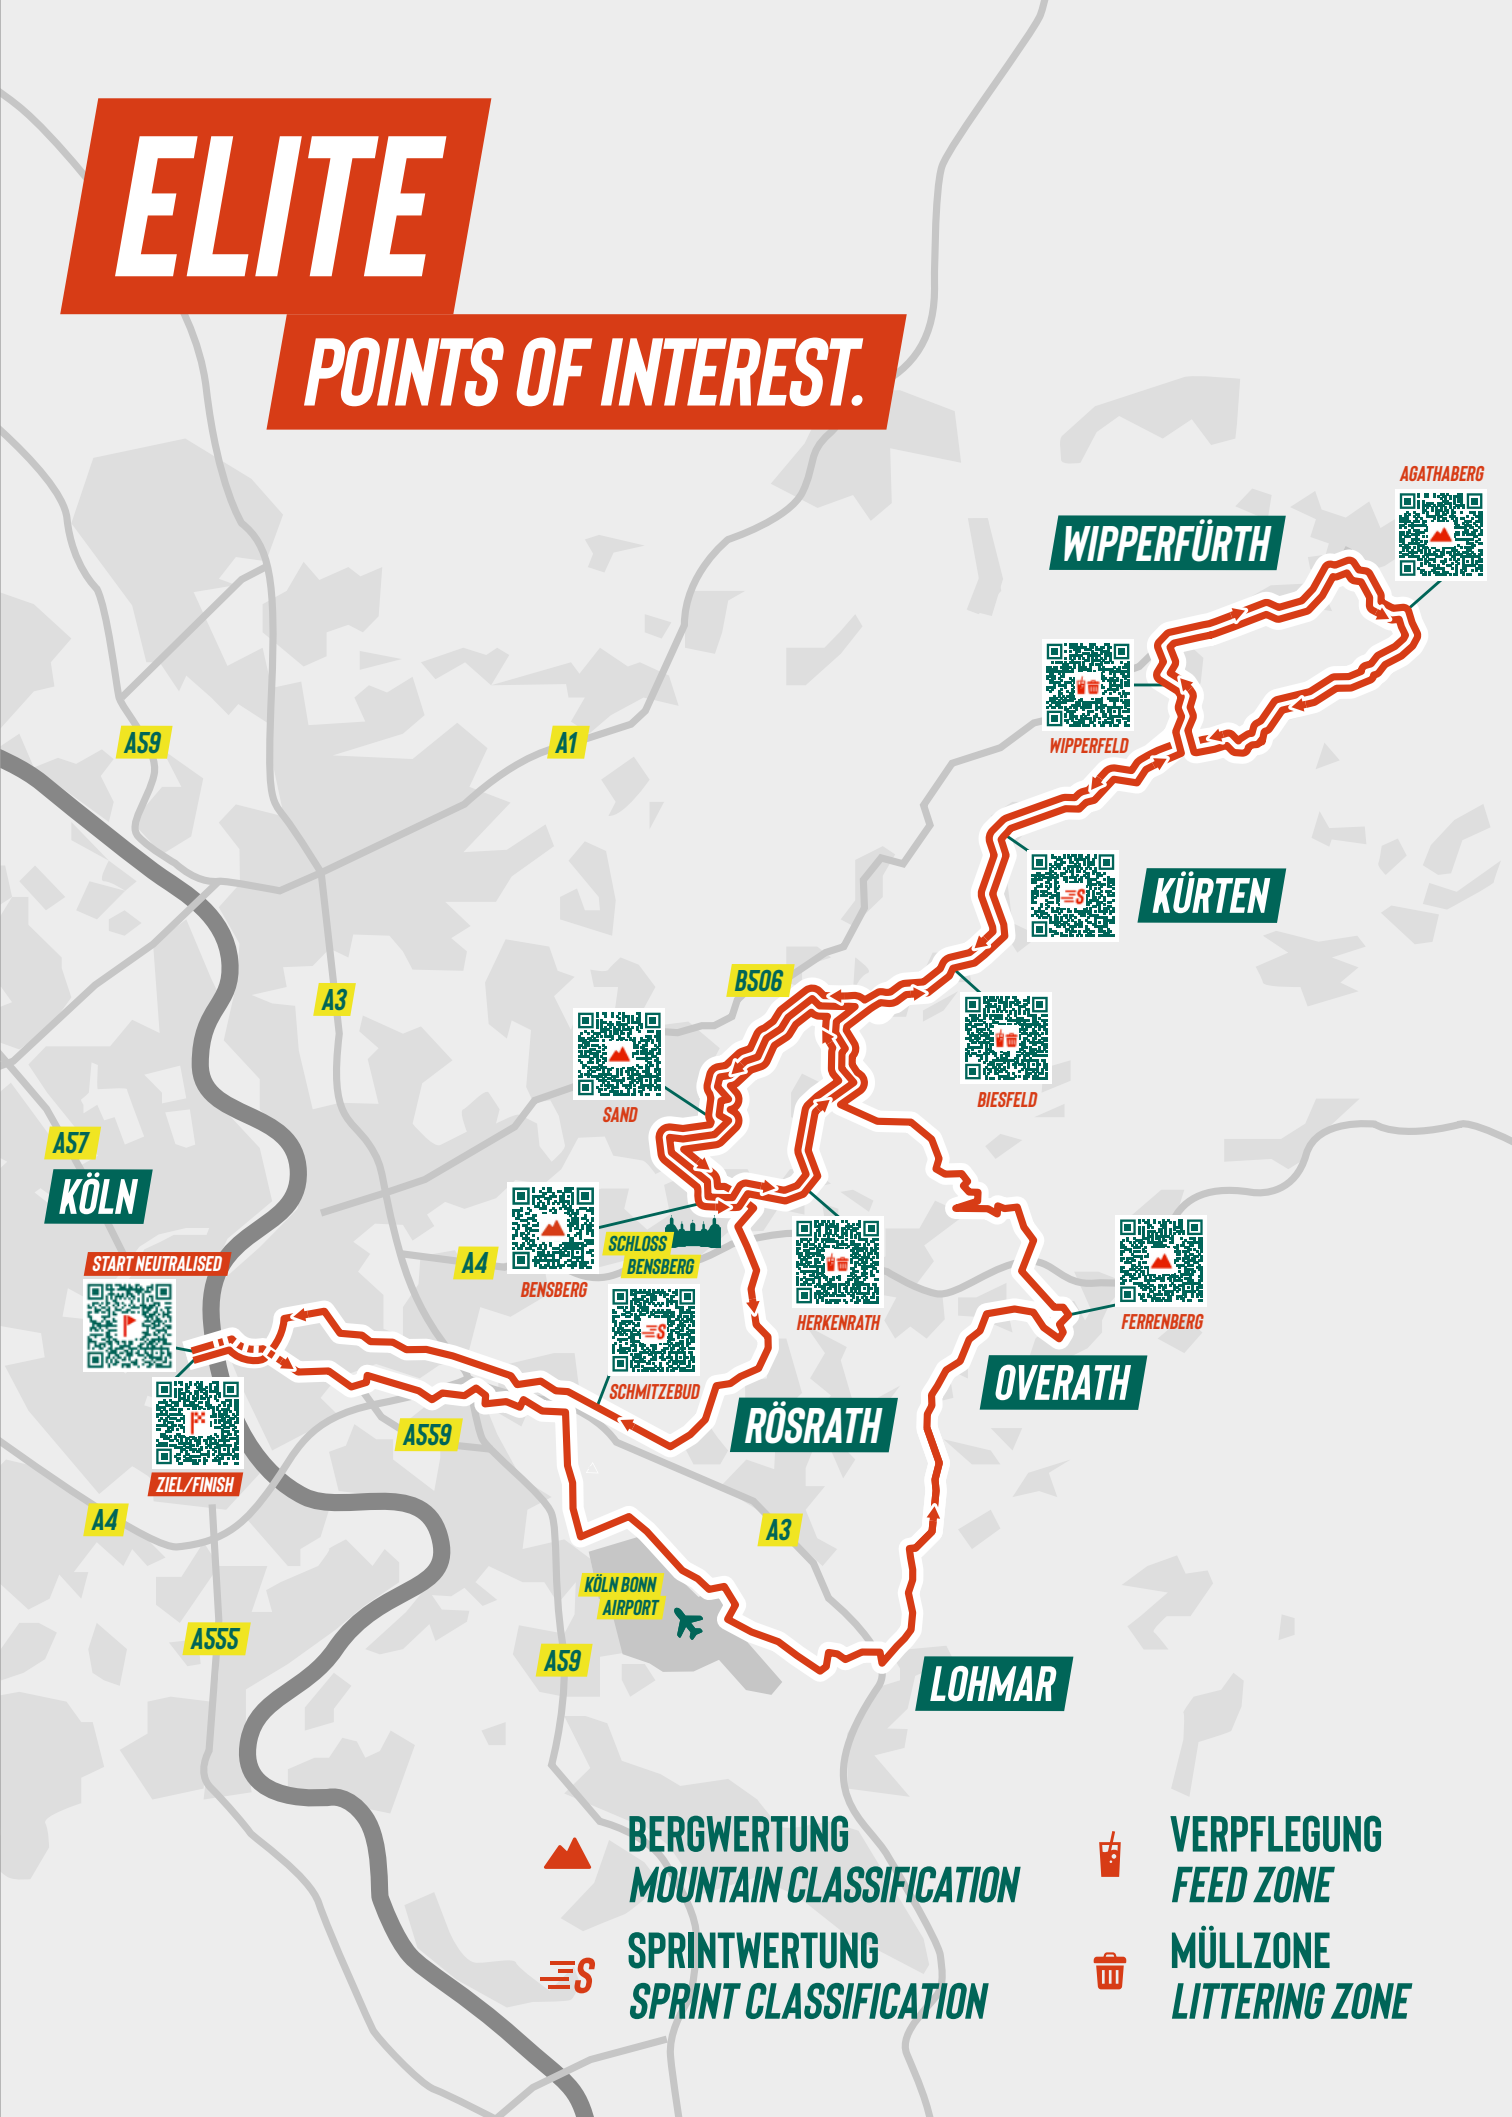 ELITE
POINTS OF INTEREST.
AGATHABERG
WIPPERFÜRTH
A59
A1
WIPPERFELD
S
KÜRTEN
B506
A3
BIESFELD
SAND
A57
KÖLN
START NEUTRALISED
A4
BENSBERG
SCHLOSS
BENSBERG
HERKENRATH
FERRENBERG
S
SCHMITZEBUD
OVERATH
RÖSRATH
A559
ZIEL/FINISH
A4
A3
KÖLN BONN
AIRPORT
A555
A59
LOHMAR
BERGWERTUNG
MOUNTAIN CLASSIFICATION
VERPFLEGUNG
FEED ZONE
S
SPRINTWERTUNG
SPRINT CLASSIFICATION
MÜLLZONE
LITTERING ZONE